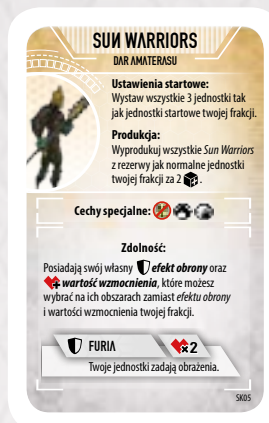 SUN WARRIORS
DAR AMATERASU
Ustawienia startowe:
Wystaw wszystkie 3 jednostki tak
jak jednostki startowe twojej frakcji.
Produkcja:
Wyprodukuj wszystkie Sun Warriors
z rezerwy jak normalne jednostki
twojej frakcji za 2 .
Cechy specjalne:
Zdolność:
Posiadają swój własny efekt obrony oraz
wartość wzmocnienia, które możesz
wybrać na ich obszarach zamiast efektu obrony
i wartości wzmocnienia twojej frakcji.
FURIA x2
Twoje jednostki zadają obrażenia.
SK05